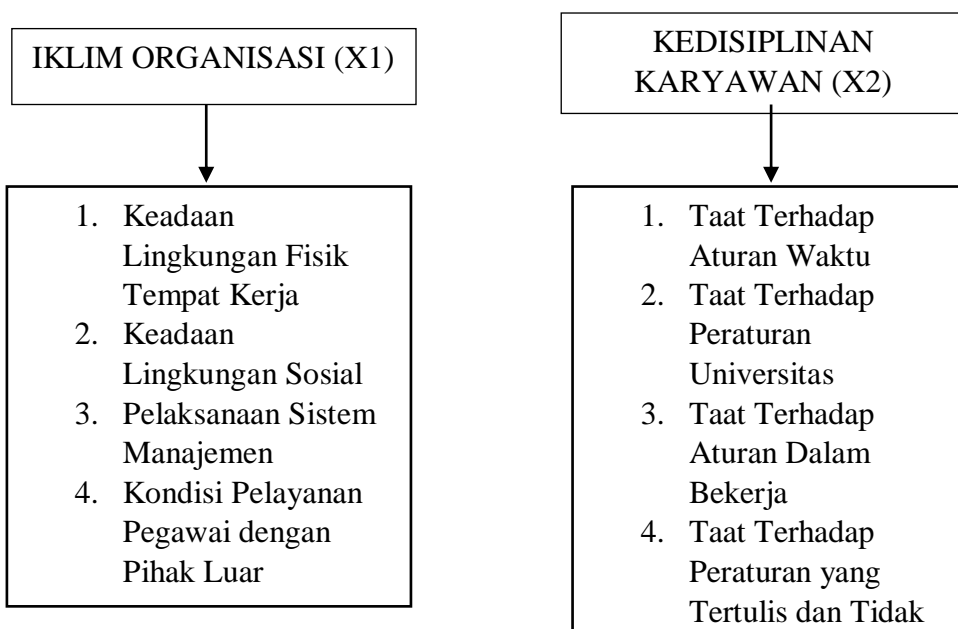 IKLIM ORGANISASI (X1)
KEDISIPLINAN
KARYAWAN (X2)
1. Keadaan
Lingkungan Fisik
Tempat Kerja
2. Keadaan
Lingkungan Sosial
3. Pelaksanaan Sistem
Manajemen
4. Kondisi Pelayanan
Pegawai dengan
Pihak Luar
1. Taat Terhadap
Aturan Waktu
2. Taat Terhadap
Peraturan
Universitas
3. Taat Terhadap
Aturan Dalam
Bekerja
4. Taat Terhadap
Peraturan yang
Tertulis dan Tidak